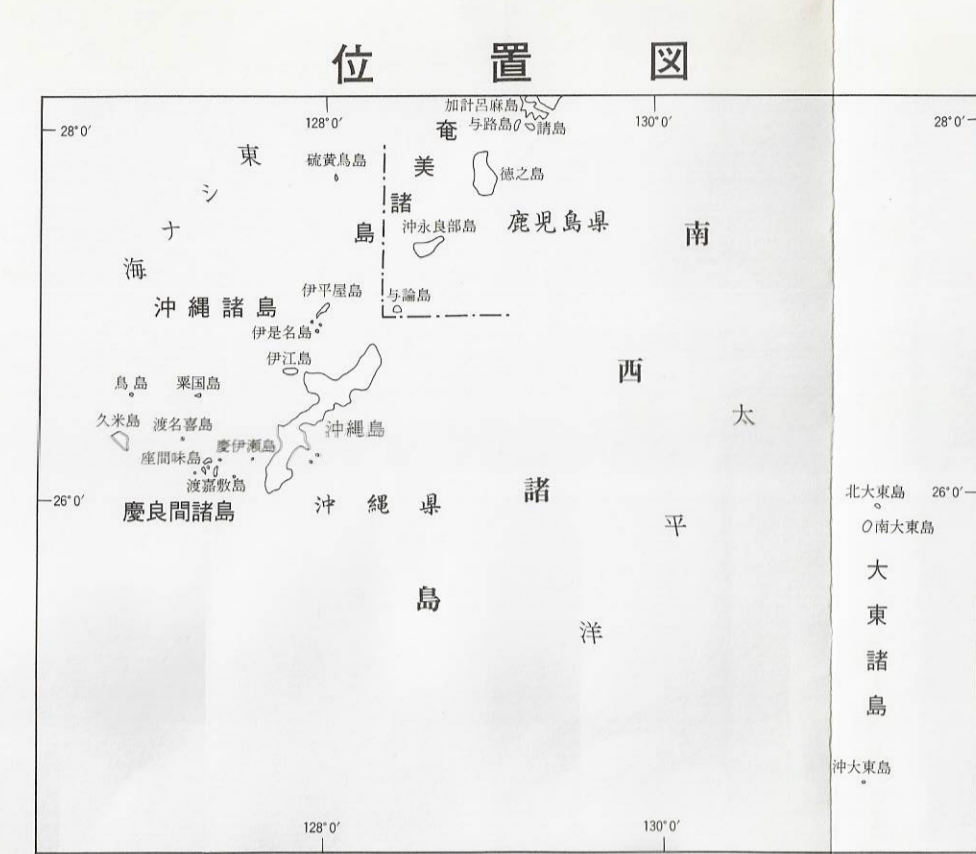 位置図
128°0′
130°0′
28°0′
28°0′
加計呂麻島
与路島
請島
奄美諸島
東シナ海
硫黄鳥島
徳之島
沖永良部島
鹿児島県
南西諸島
伊平屋島
与論島
沖縄諸島
伊是名島
伊江島
鳥島
粟国島
久米島
渡名喜島
慶伊瀬島
沖縄島
座間味島
渡嘉敷島
慶良間諸島
沖縄県
太平洋
26°0′
26°0′
北大東島
南大東島
大東諸島
沖大東島
128°0′
130°0′